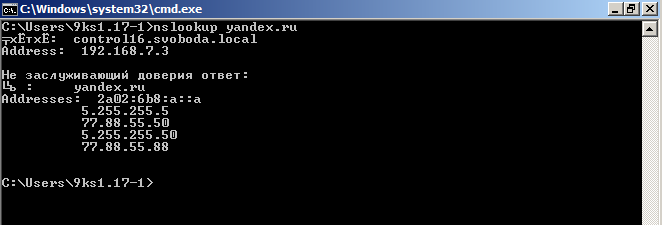 C:\Windows\system32\cmd.exe
C:\Users\9ks1.17-1>nslookup yandex.ru
╤хЁтхЁ:  control16.svoboda.local
Address:  192.168.7.3
Не заслуживающий доверия ответ:
yandex.ru
Addresses:  2a02:6b8:a::a
5.255.255.5
77.88.55.50
5.255.255.50
77.88.55.88
C:\Users\9ks1.17-1>